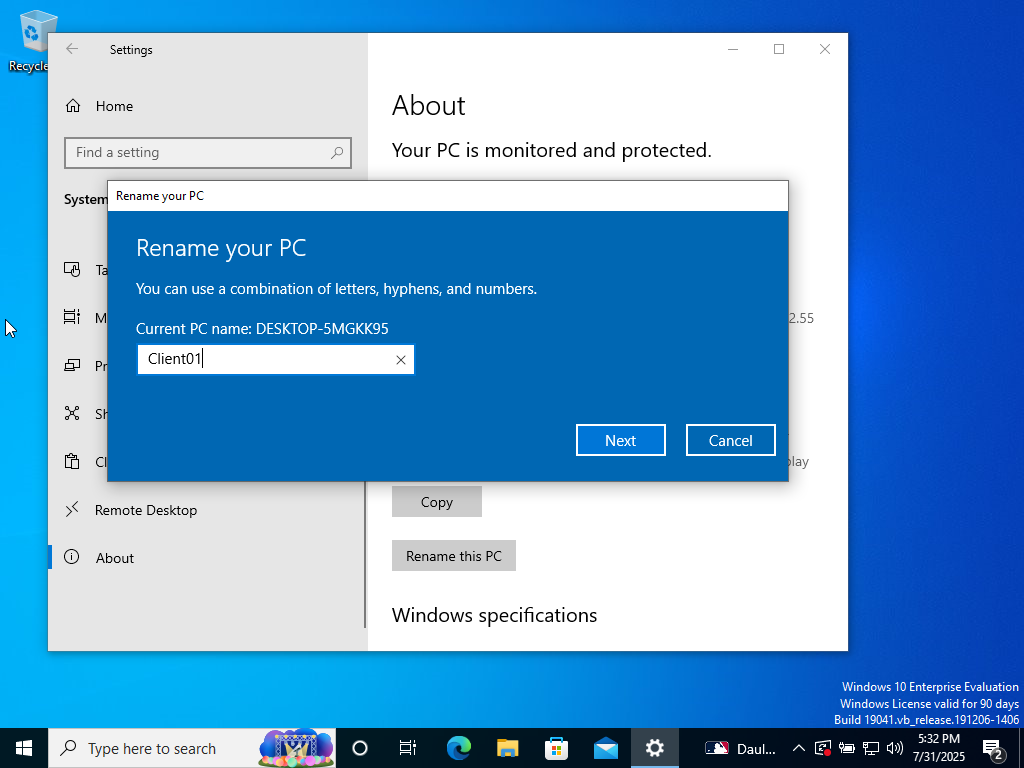 Recycle
Settings
Home
Find a setting
System
Ta
M
Pr
Sh
Cl
Remote Desktop
About
About
Your PC is monitored and protected.
2.55
play
Copy
Rename this PC
Windows specifications
Rename your PC
Rename your PC
You can use a combination of letters, hyphens, and numbers.
Current PC name: DESKTOP-5MGKK95
Client01
Next
Cancel
Windows 10 Enterprise Evaluation
Windows License valid for 90 days
Build 19041.vb_release.191206-1406
Type here to search
Daul...
5:32 PM
7/31/2025
2